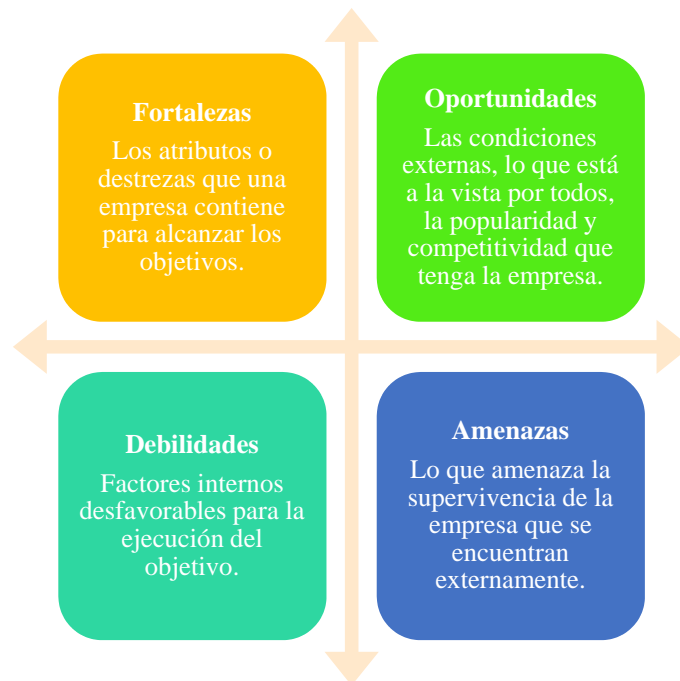 Fortalezas
Los atributos o
destrezas que una
empresa contiene
para alcanzar los
objetivos.
Oportunidades
Las condiciones
externas, lo que está
a la vista por todos,
la popularidad y
competitividad que
tenga la empresa.
Debilidades
Factores internos
desfavorables para la
ejecución del
objetivo.
Amenazas
Lo que amenaza la
supervivencia de la
empresa que se
encuentran
externamente.